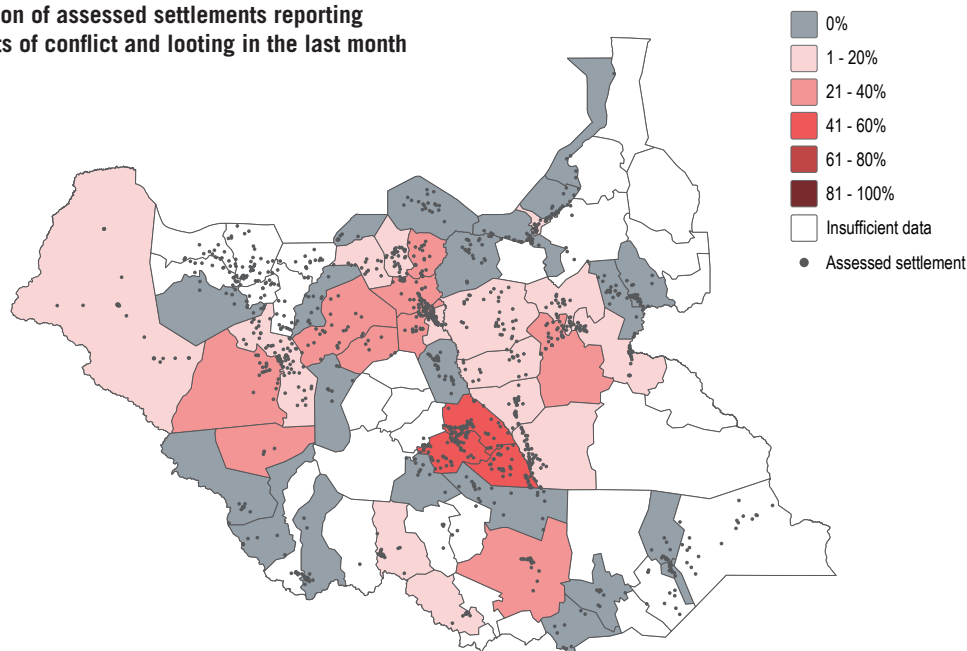 of assessed settlements reporting
of conflict and looting in the last month
0%
1 - 20%
21 - 40%
41 - 60%
61 - 80%
81 - 100%
Insufficient data
Assessed settlement